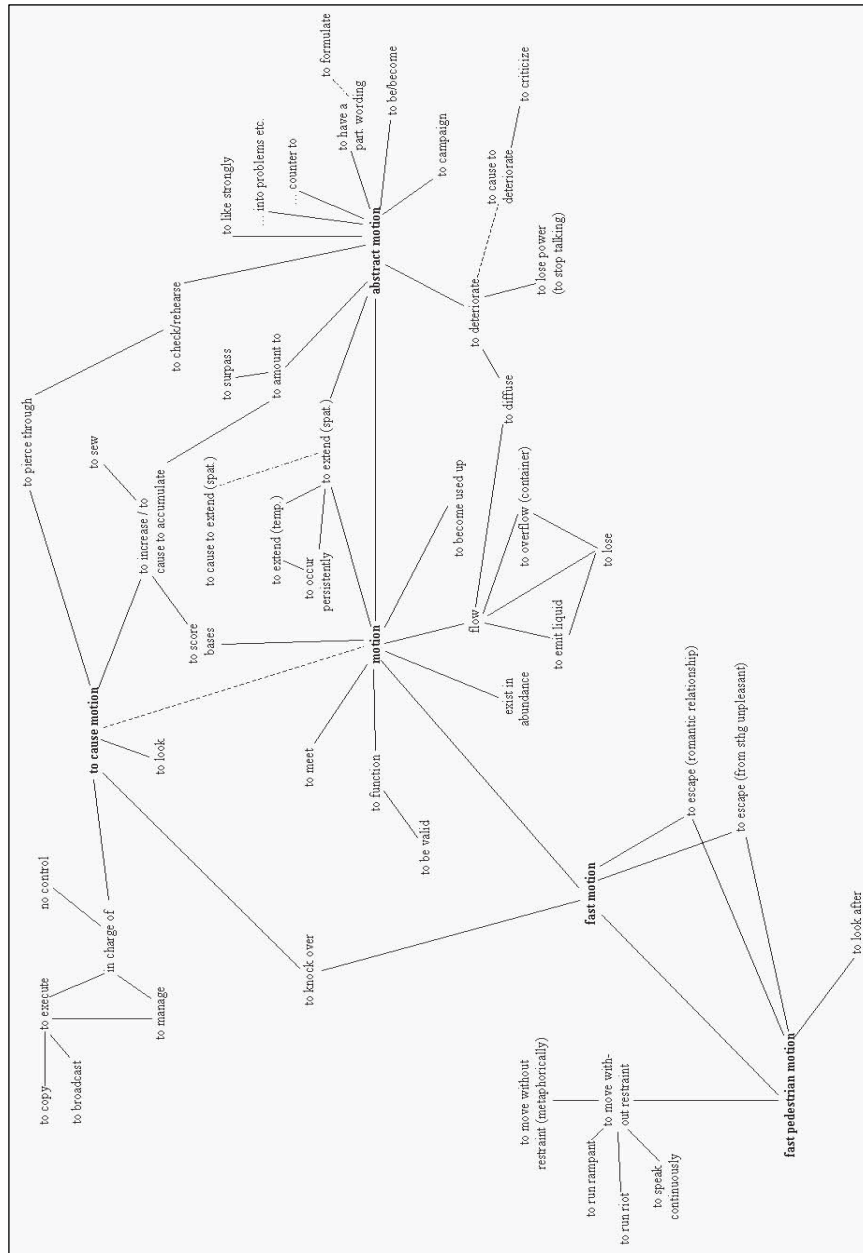 to pierce through
to copy
to execute
no control
to broadcast
to cause motion
to sew
in charge of
to increase / to
cause to accumulate
to look
to manage
to score
bases
to check/rehearse
to cause to extend (spat.)
to surpass
to like strongly
to extend (temp.)
to amount to
… into problems etc.
to knock over
to meet
to occur
persistently
to extend (spat.)
… counter to
to formulate
to have a
part. wording
to function
motion
abstract motion
to be/become
to be valid
to campaign
to become used up
flow
to deteriorate
to cause to
deteriorate
to criticize
exist in
abundance
to diffuse
to lose power
(to stop talking)
to move without
restraint (metaphorically)
to overflow (container)
to emit liquid
fast motion
to run rampant
to move with-
out restraint
to lose
to run riot
to speak
continuously
to escape (romantic relationship)
to escape (from sthg unpleasant)
fast pedestrian motion
to look after